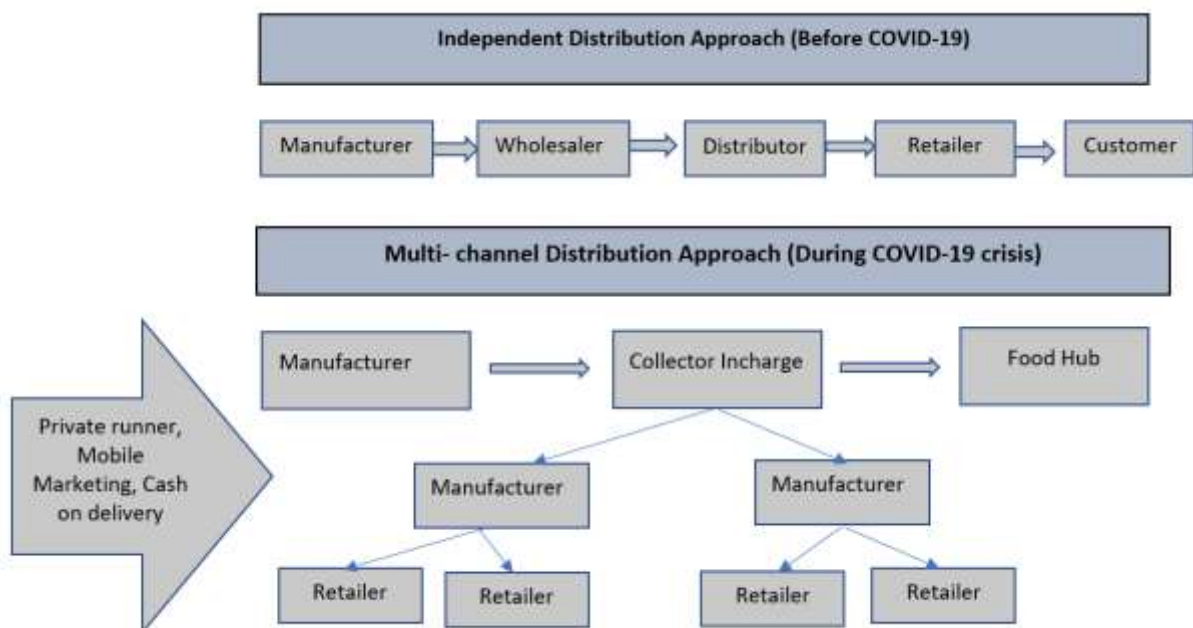 Independent Distribution Approach (Before COVID-19)
Manufacturer
Wholesaler
Distributor
Retailer
Customer
Multi- channel Distribution Approach (During COVID-19 crisis)
Manufacturer
Collector Incharge
Food Hub
Private runner,
Mobile
Marketing, Cash
on delivery
Manufacturer
Manufacturer
Retailer
Retailer
Retailer
Retailer